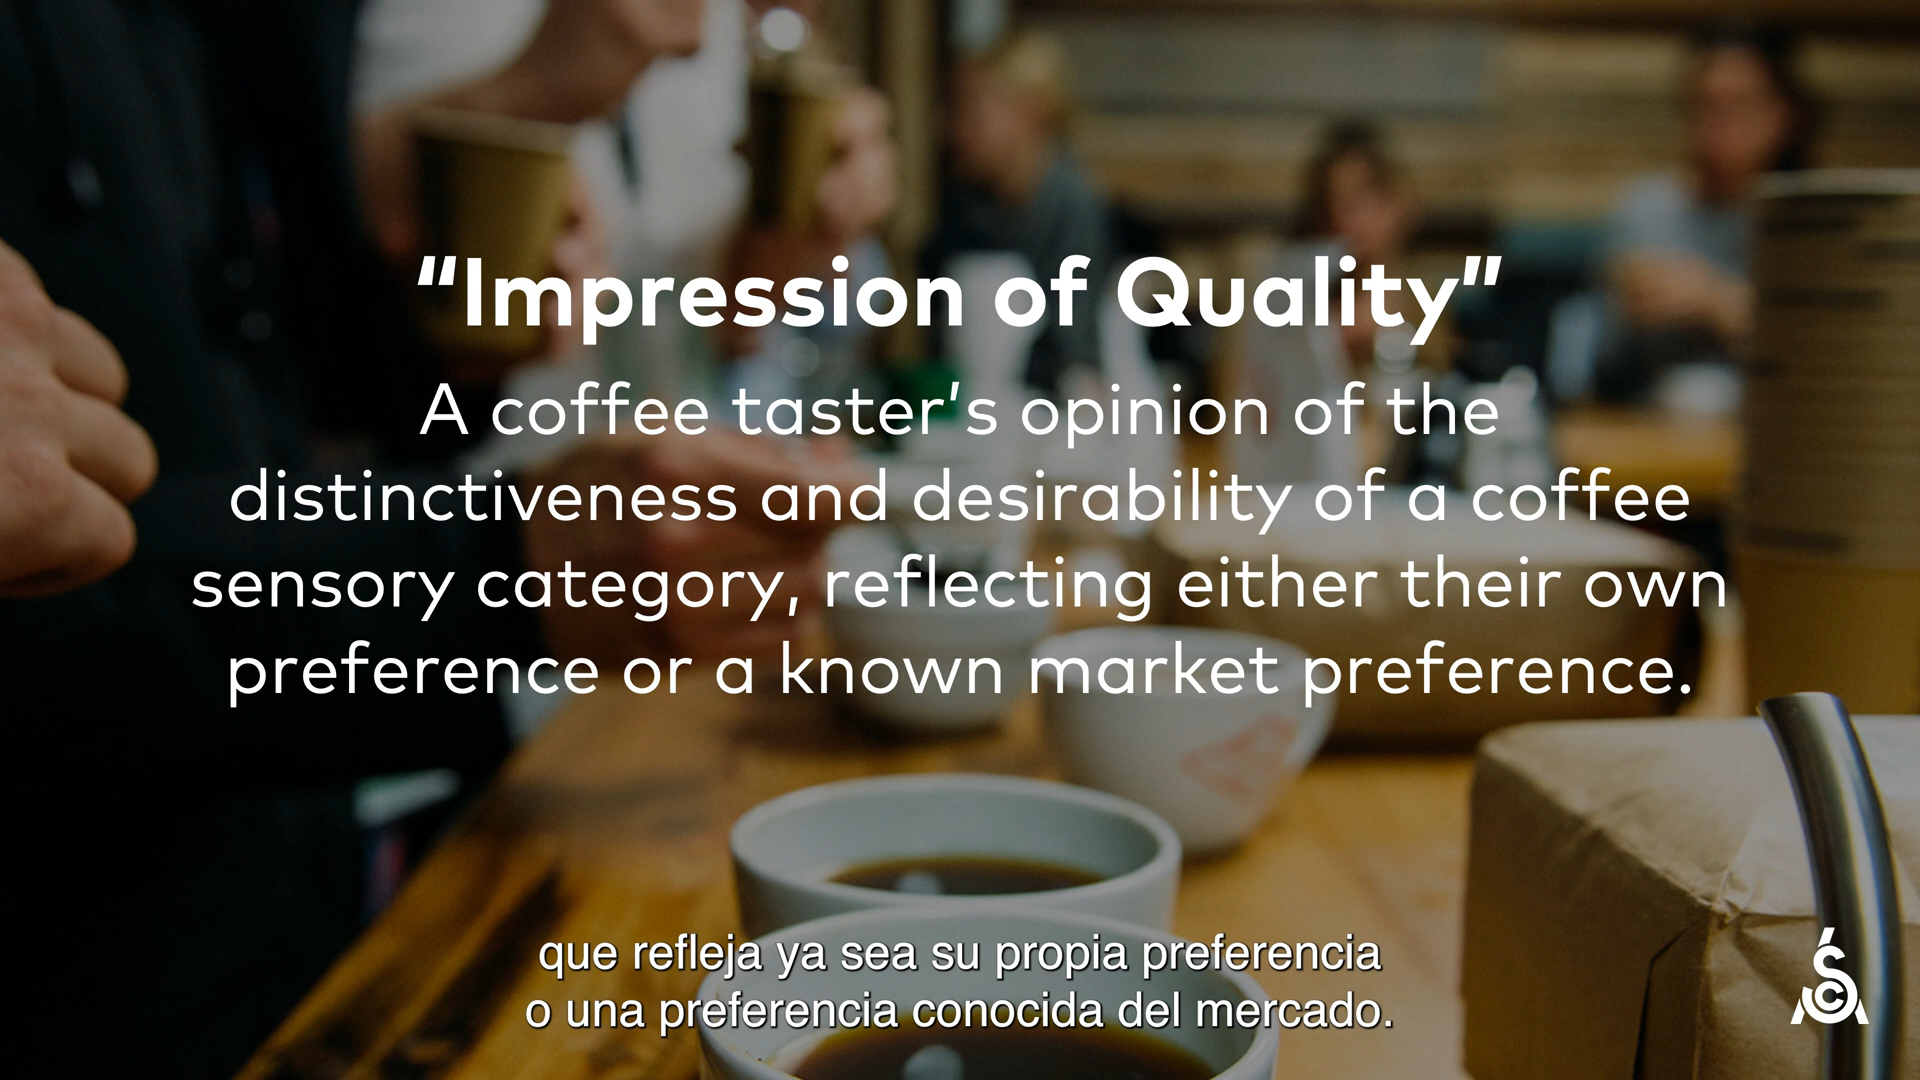 “Impression of Quality”
A coffee taster’s opinion of the
distinctiveness and desirability of a coffee
sensory category, reflecting either their own
preference or a known market preference.
que refleja ya sea su propia preferencia
o una preferencia conocida del mercado.
SCA